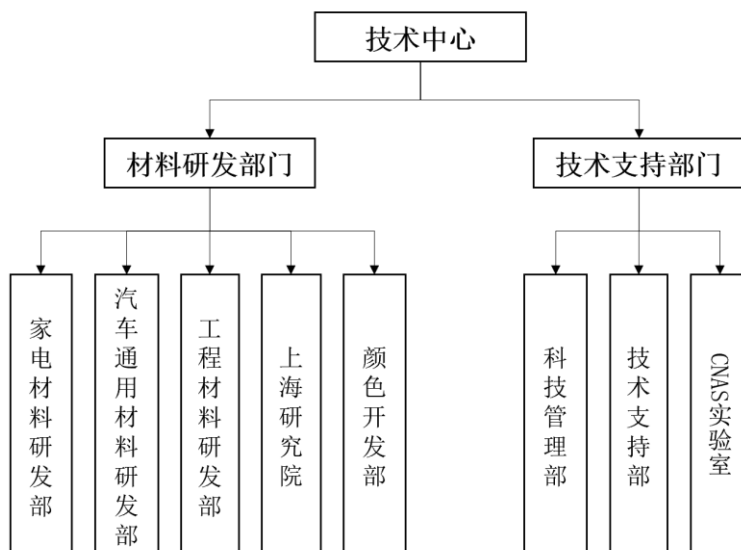 技术中心
材料研发部门
技术支持部门
家电材料研发部
汽车通用材料研发部
工程材料研发部
上海研究院
颜色开发部
科技管理部
技术支持部
CNAS实验室